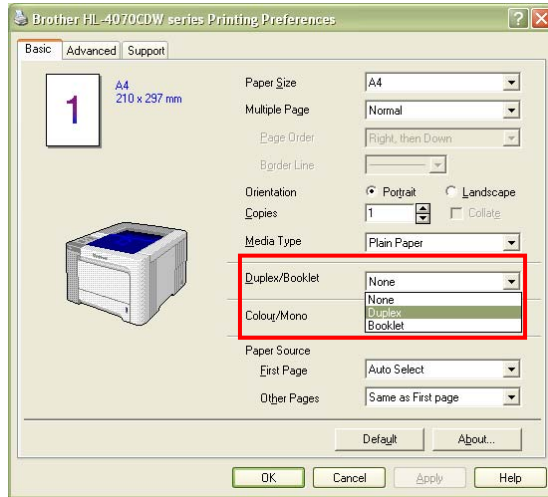 Brother HL-4070CDW series Printing Preferences
Basic Advanced Support
1
A4
210 x 297 mm
Paper Size A4
Multiple Page Normal
Page Order Right, then Down
Border Line
Orientation Portrait Landscape
Copies 1 Collate
Media Type Plain Paper
Duplex/Booklet None
None
Duplex
Booklet
Colour/Mono
Paper Source
First Page Auto Select
Other Pages Same as First page
Default About...
OK Cancel Apply Help